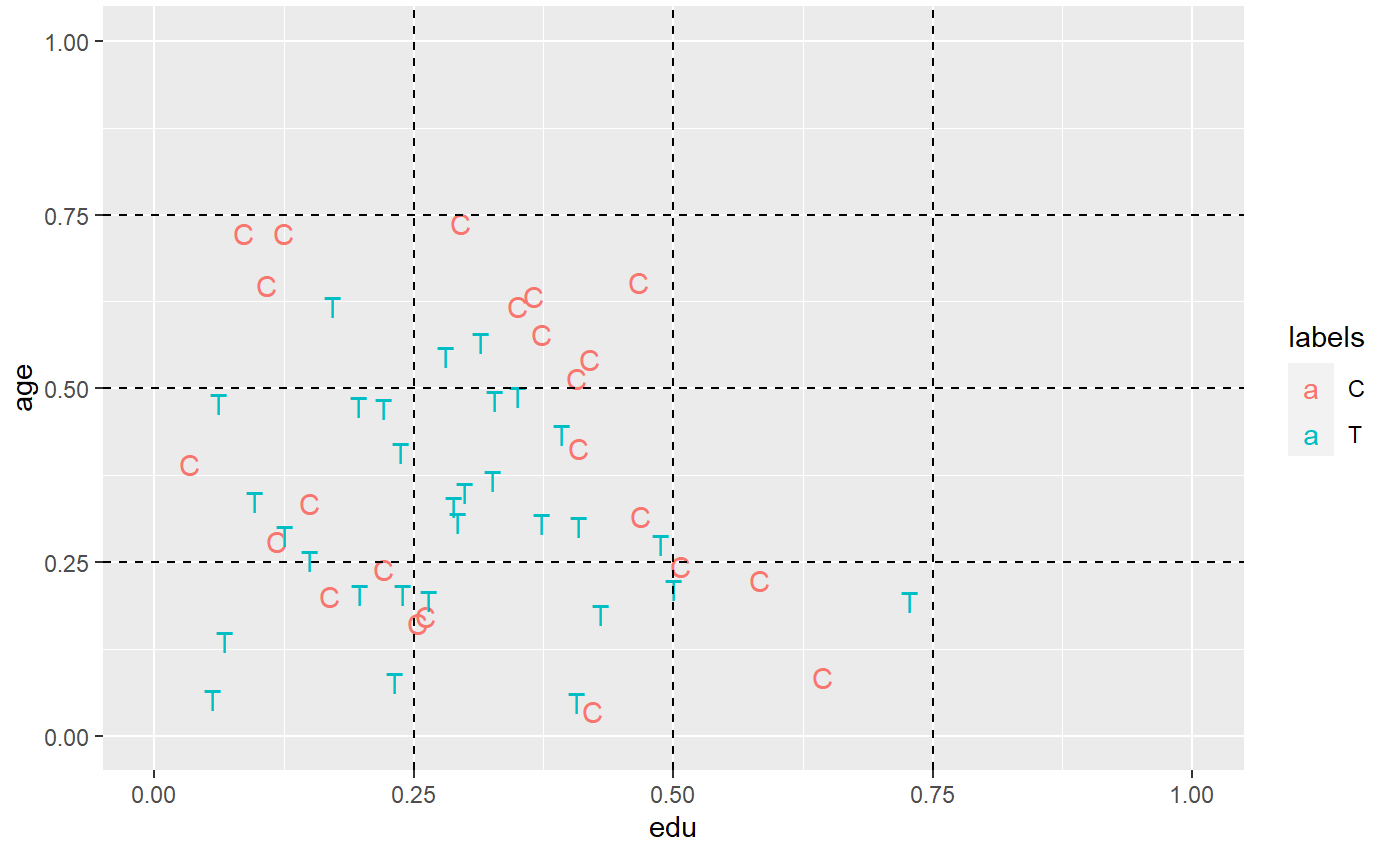 1.00
0.75
0.50
0.25
0.00
age
C C C
C C C C T C
T T C C
T T T T T T T C
C T T C T C T T T T T T T C T
C T T C C T C T C C T T T T C T
T T T C C
0.00 0.25 0.50 0.75 1.00
edu
labels
a C
a T